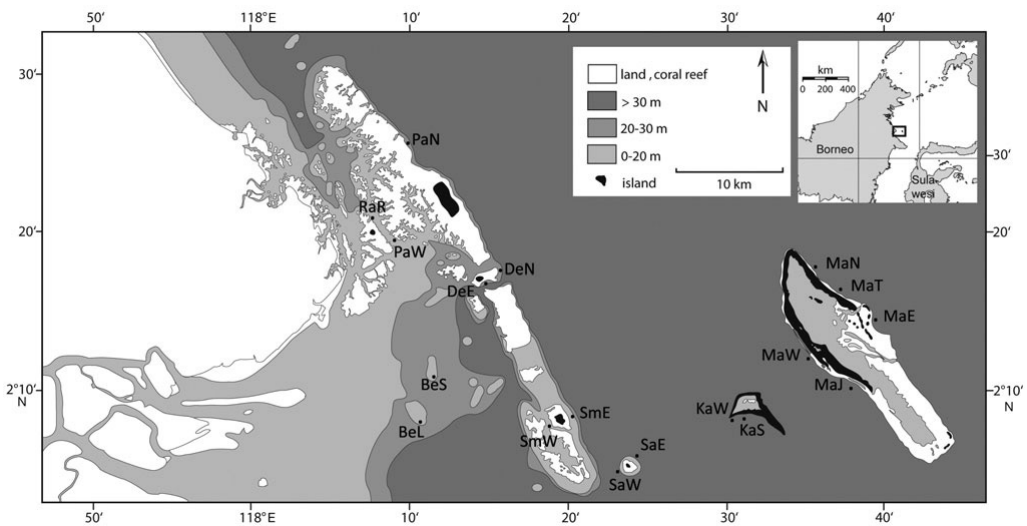 50′ 118°E 10′ 20′ 30′ 40′
30′
20′
2°10′
N
30′
20′
2°10′
N
land , coral reef
> 30 m
20-30 m
0-20 m
island
N
10 km
km
0 200 400
Borneo
Sula-
wesi
PaN
RaR
PaW
DeN
DeE
MaN
MaT
MaE
MaW
MaJ
BeS
BeL
SmE
SmW
KaW
KaS
SaE
SaW
50′ 118°E 10′ 20′ 30′ 40′